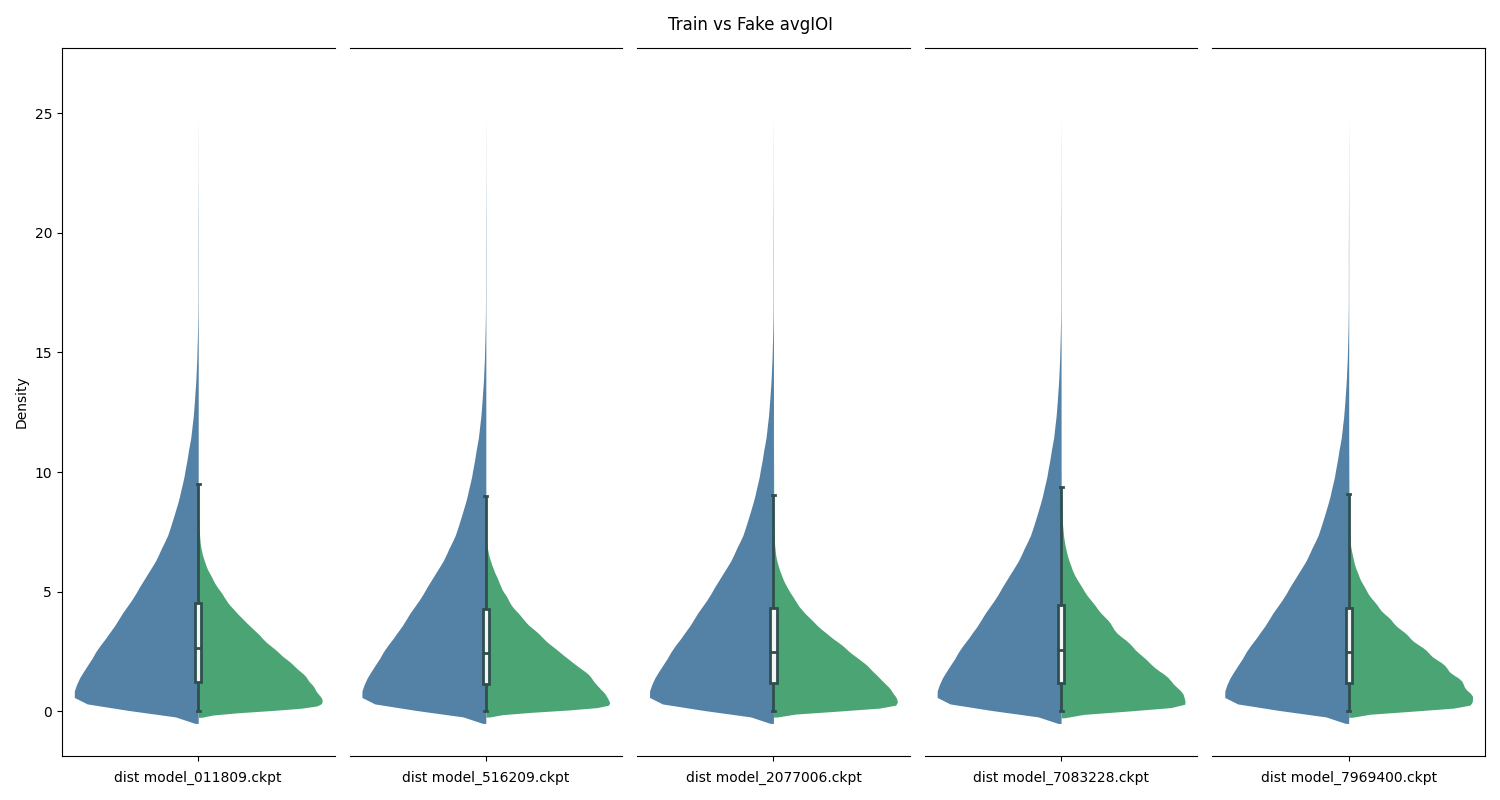 Train vs Fake avgIOI
Density
25
20
15
10
5
0
dist model_011809.ckpt
dist model_516209.ckpt
dist model_2077006.ckpt
dist model_7083228.ckpt
dist model_7969400.ckpt